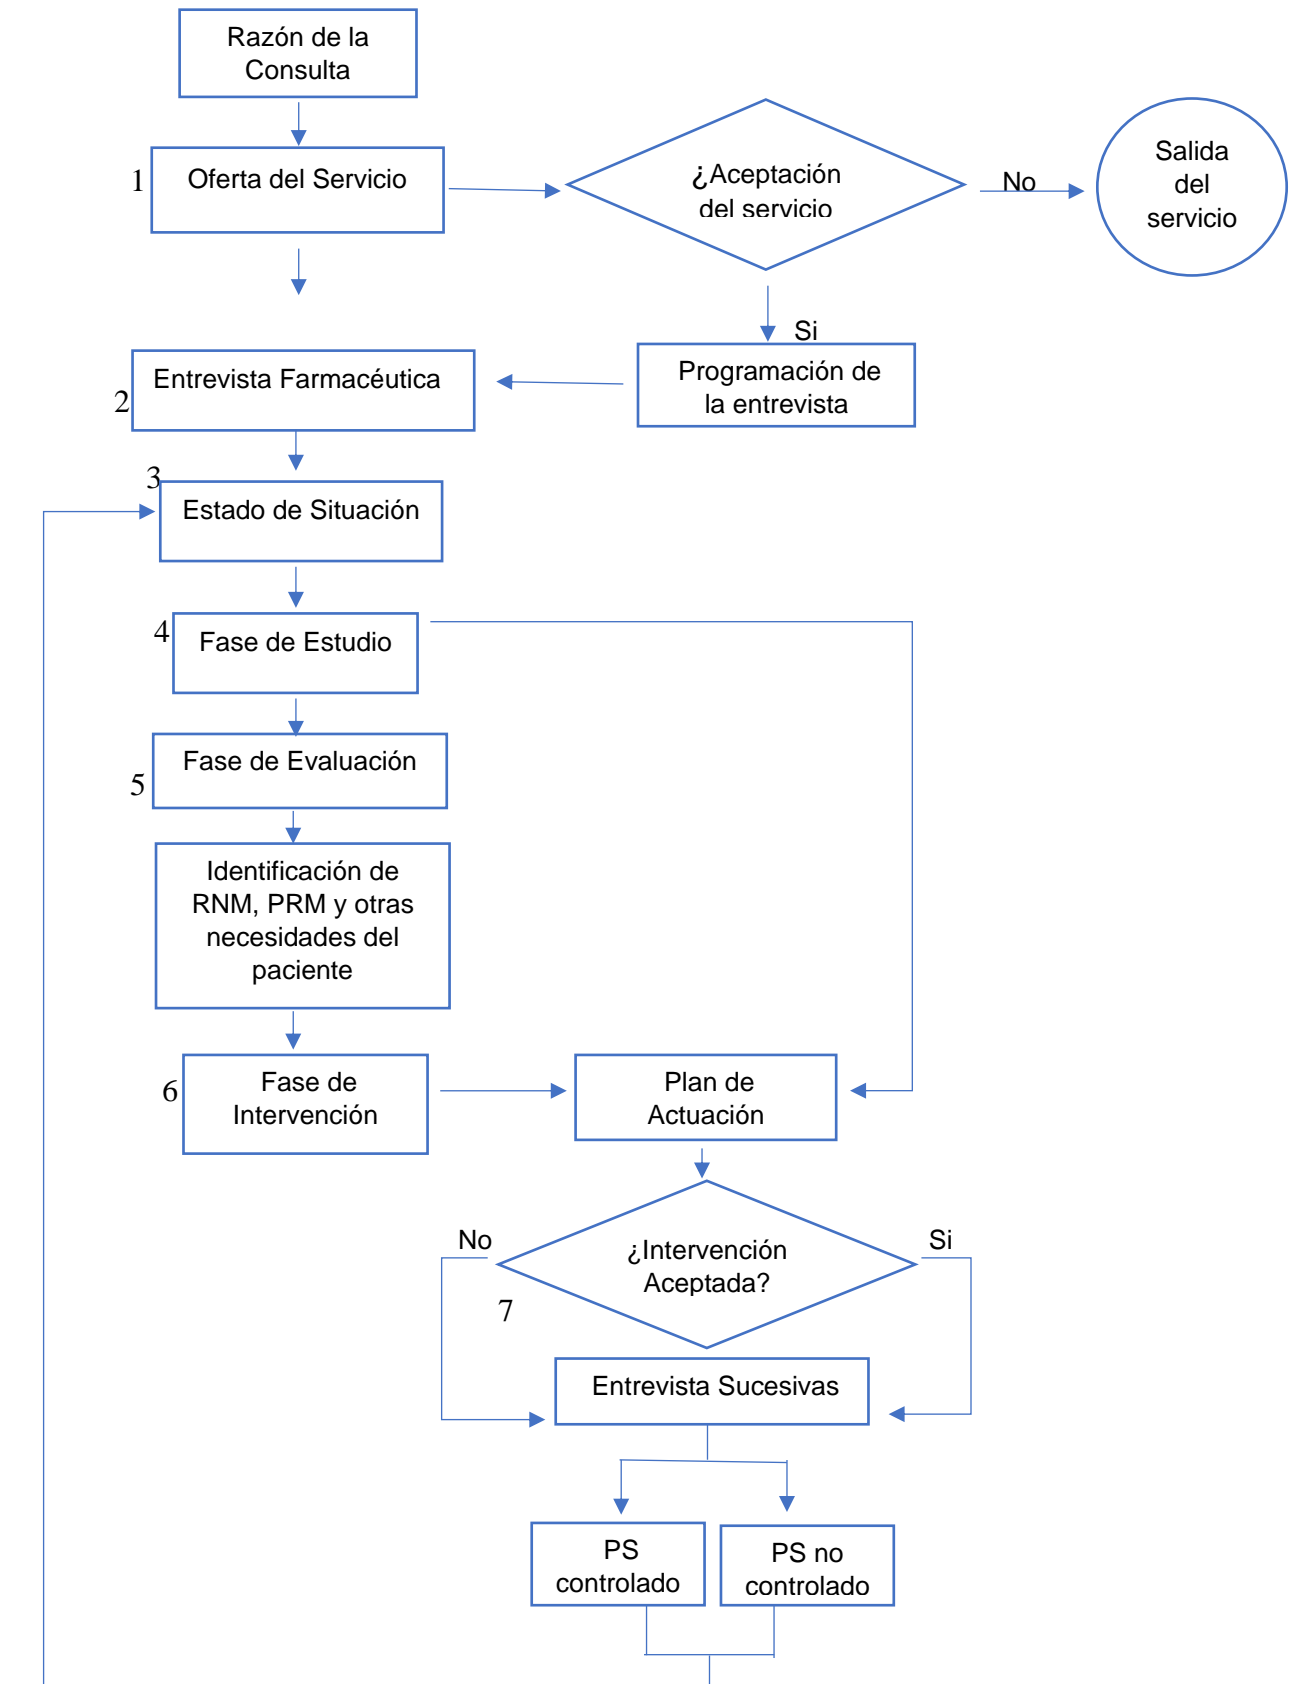 Razón de la
Consulta
1
Oferta del Servicio
¿Aceptación
del servicio
No
Salida
del
servicio
Si
2
Entrevista Farmacéutica
Programación de
la entrevista
3
Estado de Situación
4
Fase de Estudio
5
Fase de Evaluación
Identificación de
RNM, PRM y otras
necesidades del
paciente
6
Fase de
Intervención
Plan de
Actuación
No
¿Intervención
Aceptada?
Si
7
Entrevista Sucesivas
PS
controlado
PS no
controlado